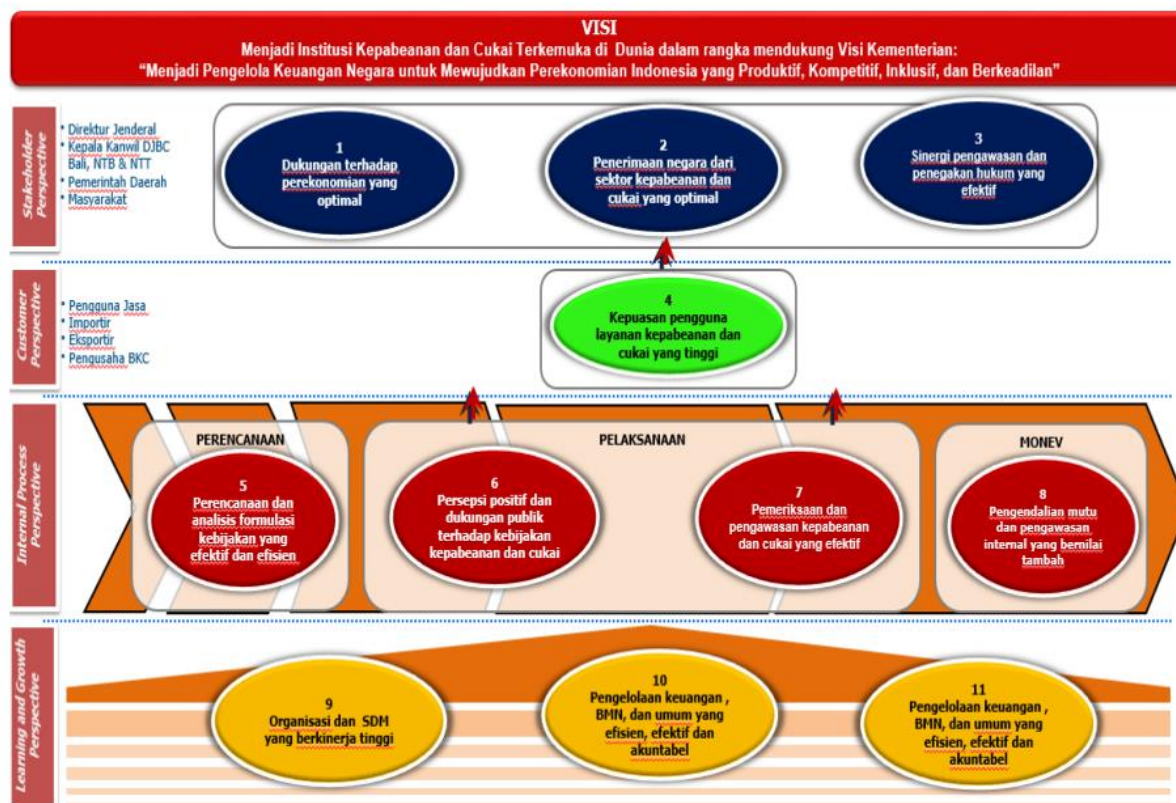 VISI
Menjadi Institusi Kepabeanan dan Cukai Terkemuka di Dunia dalam rangka mendukung Visi Kementerian:
“Menjadi Pengelola Keuangan Negara untuk Mewujudkan Perekonomian Indonesia yang Produktif, Kompetitif, Inklusif, dan Berkeadilan”
Stakeholder
Perspective
• Direktur Jenderal
• Kepala Kanwil DJBC
Bali, NTB & NTT
• Pemerintah Daerah
• Masyarakat
1
Dukungan terhadap
perekonomian yang
optimal
2
Penerimaan negara dari
sektor kepabeanan dan
cukai yang optimal
3
Sinergi pengawasan dan
penegakan hukum yang
efektif
Customer
Perspective
• Pengguna Jasa
• Importir
• Eksportir
• Pengusaha BKC
4
Kepuasan pengguna
layanan kepabeanan dan
cukai yang tinggi
Internal Process
Perspective
PERENCANAAN
5
Perencanaan dan
analisis formulasi
kebijakan yang
efektif dan efisien
PELAKSANAAN
6
Persepsi positif dan
dukungan publik
terhadap kebijakan
kepabeanan dan cukai
7
Pemeriksaan dan
pengawasan kepabeanan
dan cukai yang efektif
MONEV
8
Pengendalian mutu
dan pengawasan
internal yang bernilai
tambah
Learning and Growth
Perspective
9
Organisasi dan SDM
yang berkinerja tinggi
10
Pengelolaan keuangan ,
BMN, dan umum yang
efisien, efektif dan
akuntabel
11
Pengelolaan keuangan ,
BMN, dan umum yang
efisien, efektif dan
akuntabel